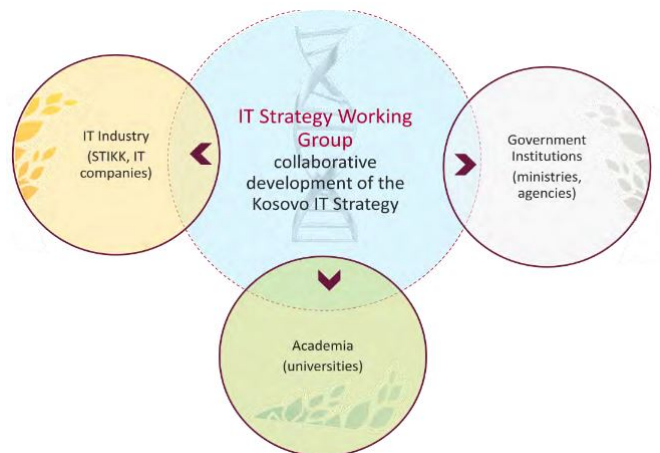 IT Strategy Working
Group
collaborative
development of the
Kosovo IT Strategy
IT Industry
(STIKK, IT
companies)
Government
Institutions
(ministries,
agencies)
Academia
(universities)